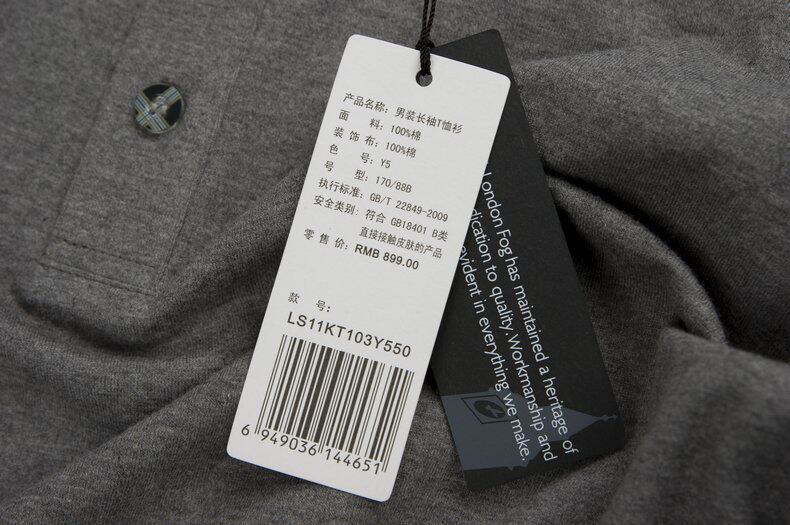 产品名称: 男装长袖T恤衫
面 料: 100%棉
装 饰 布: 100%棉
色 号: Y5
号 型: 170/88B
执行标准: GB/T 22849-2009
安全类别: 符合 GB18401 B类
直接接触皮肤的产品
零 售 价: RMB 899.00
款 号:
LS11KT103Y550
6 949036 144651
London Fog has maintained a heritage of
to quality, Workmanship and
evident in everything we make.